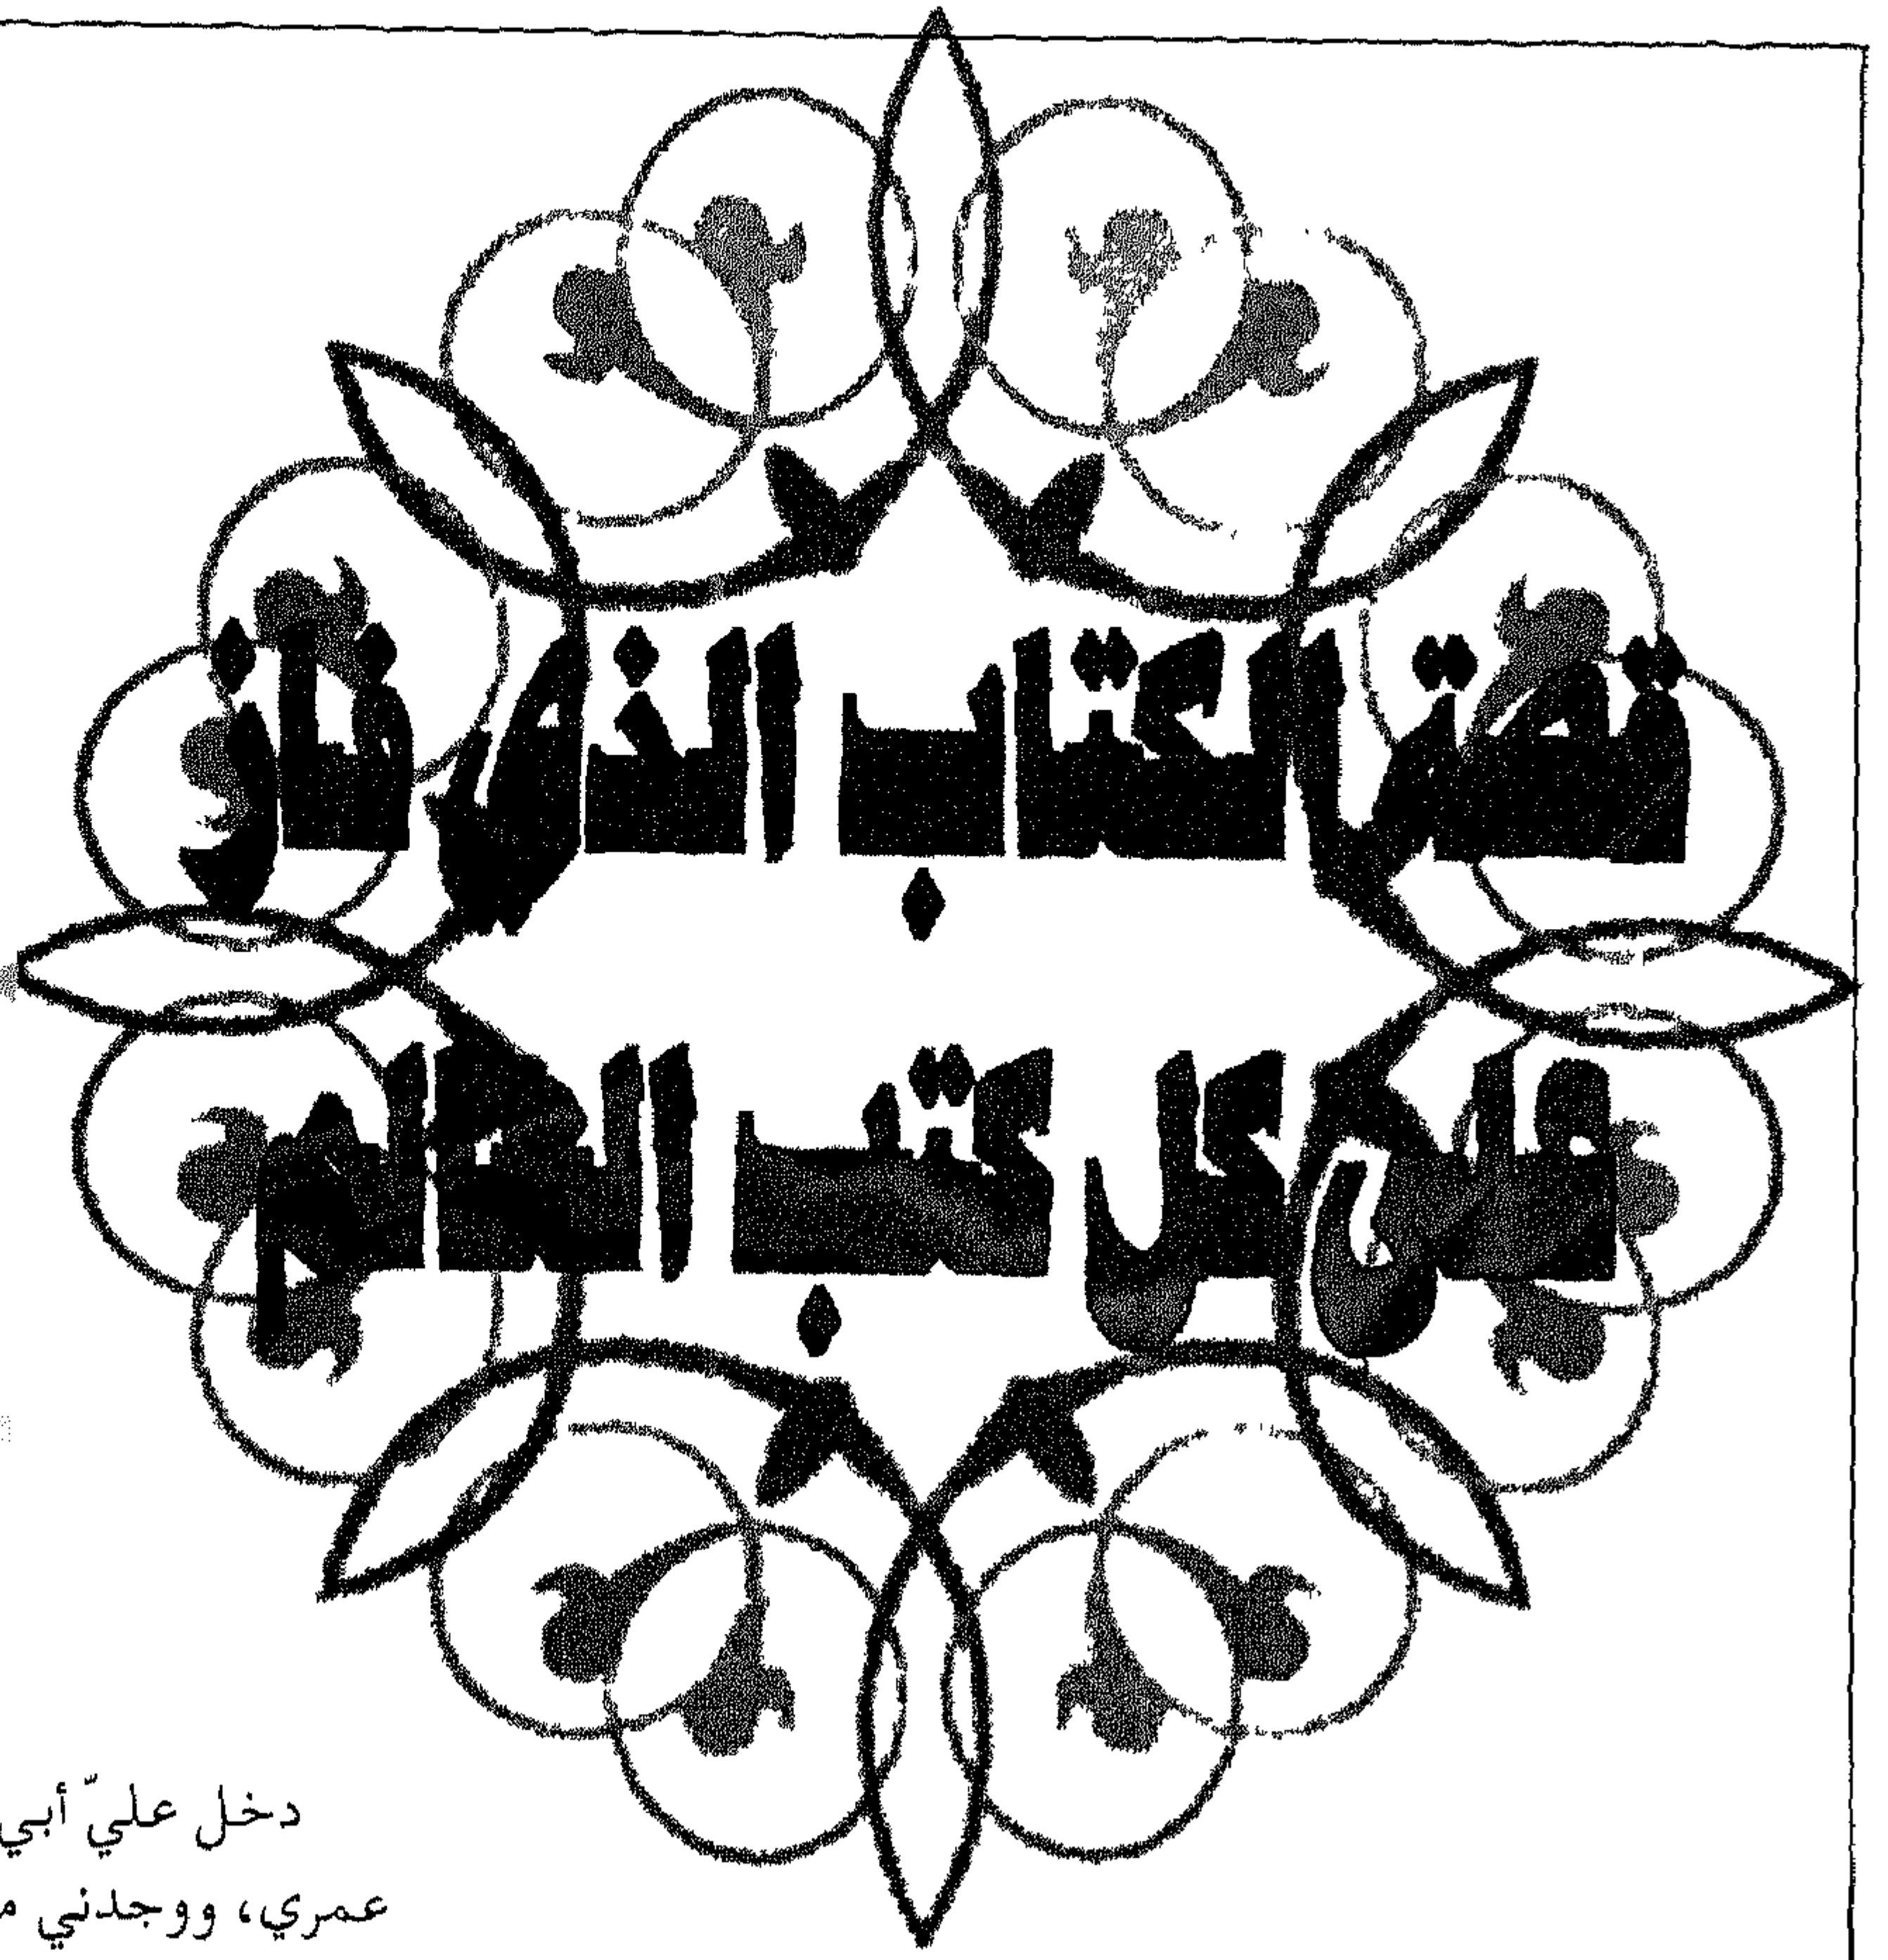 قصة الكتاب الذي فاز
على كل كتب العالم
دخل عليّ أبي
عمري، ووجدني